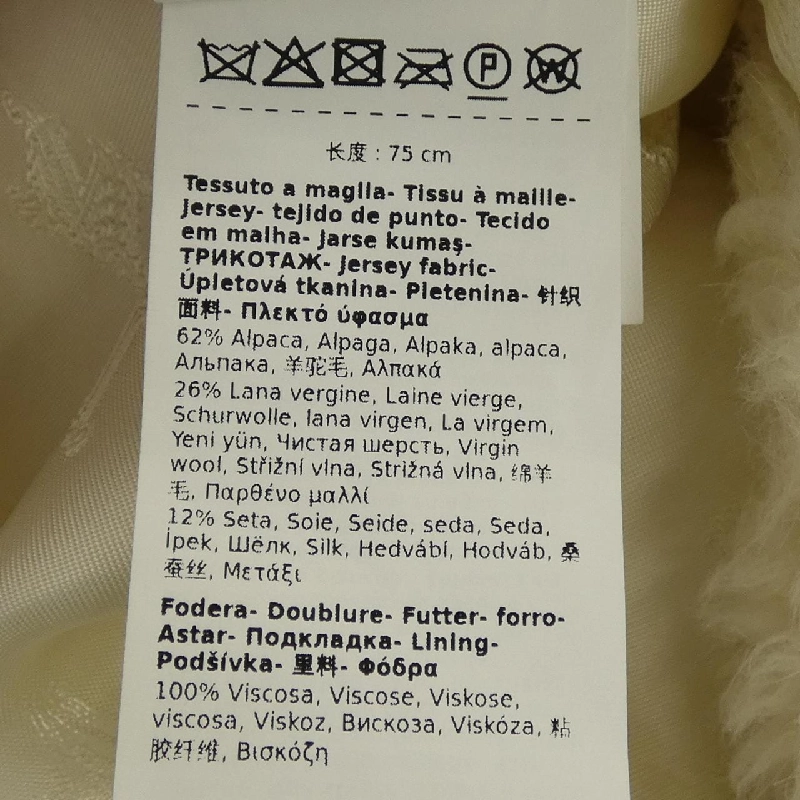 P W
长度 : 75 cm
Tessuto a maglia- Tissu à maille-
Jersey- tejido de punto- Tecido
em malha- Jarse kumaş-
ТРИКОТАЖ- Jersey fabric-
Úpletová tkanina- Pletenina- 针织
面料- Πλεκτό ύφασμα
62% Alpaca, Alpaga, Alpaka, alpaca,
Альпака, 羊驼毛, Αλπακά
26% Lana vergine, Laine vierge,
Schurwolle, lana virgen, La virgem,
Yeni yün, Чистая шерсть, Virgin
wool, Střižní vlna, Strižná vlna, 绵羊
毛, Παρθένο μαλλί
12% Seta, Soie, Seide, seda, Seda,
İpek, Шёлк, Silk, Hedvábí, Hodváb, 桑
蚕丝, Μετάξι
Fodera- Doublure- Futter- forro-
Astar- Подкладка- Lining-
Podšívka- 里料- Φόδρα
100% Viscosa, Viscose, Viskose,
viscosa, Viskoz, Вискоза, Viskóza, 粘
胶纤维, Βισκόζη